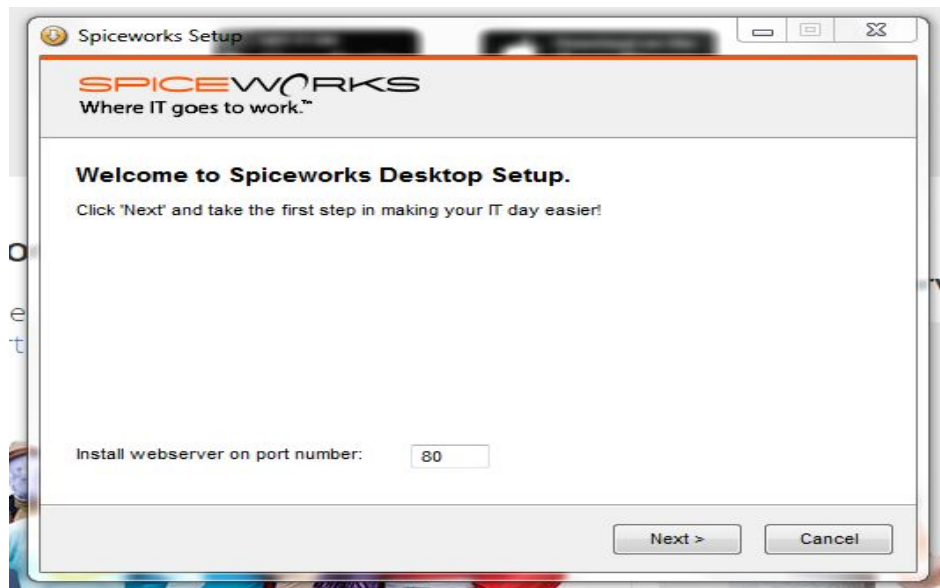 Spiceworks Setup
SPICEWORKS
Where IT goes to work.™
Welcome to Spiceworks Desktop Setup.
Click 'Next' and take the first step in making your IT day easier!
Install webserver on port number: 80
Next > Cancel